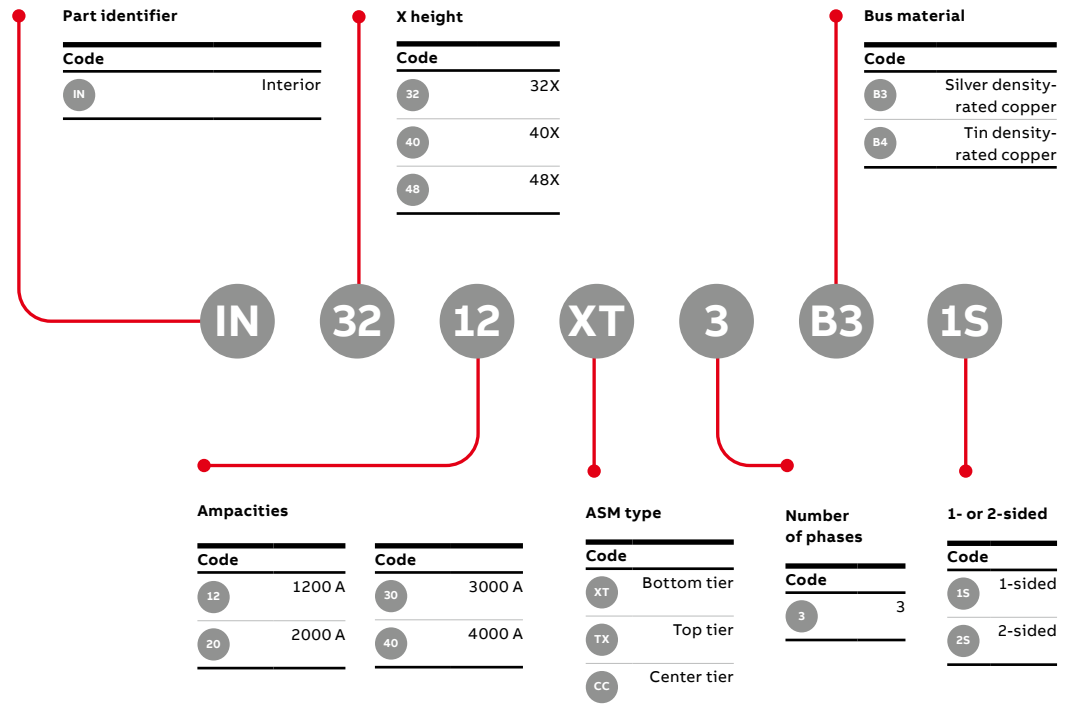 Part identifier
Code
IN Interior
X height
Code
32 32X
40 40X
48 48X
Bus material
Code
B3 Silver density-
rated copper
B4 Tin density-
rated copper
IN 32 12 XT 3 B3 1S
Ampacities
Code
12 1200 A
20 2000 A
Code
30 3000 A
40 4000 A
ASM type
Code
XT Bottom tier
TX Top tier
CC Center tier
Number
of phases
Code
3 3
1- or 2-sided
Code
1S 1-sided
2S 2-sided